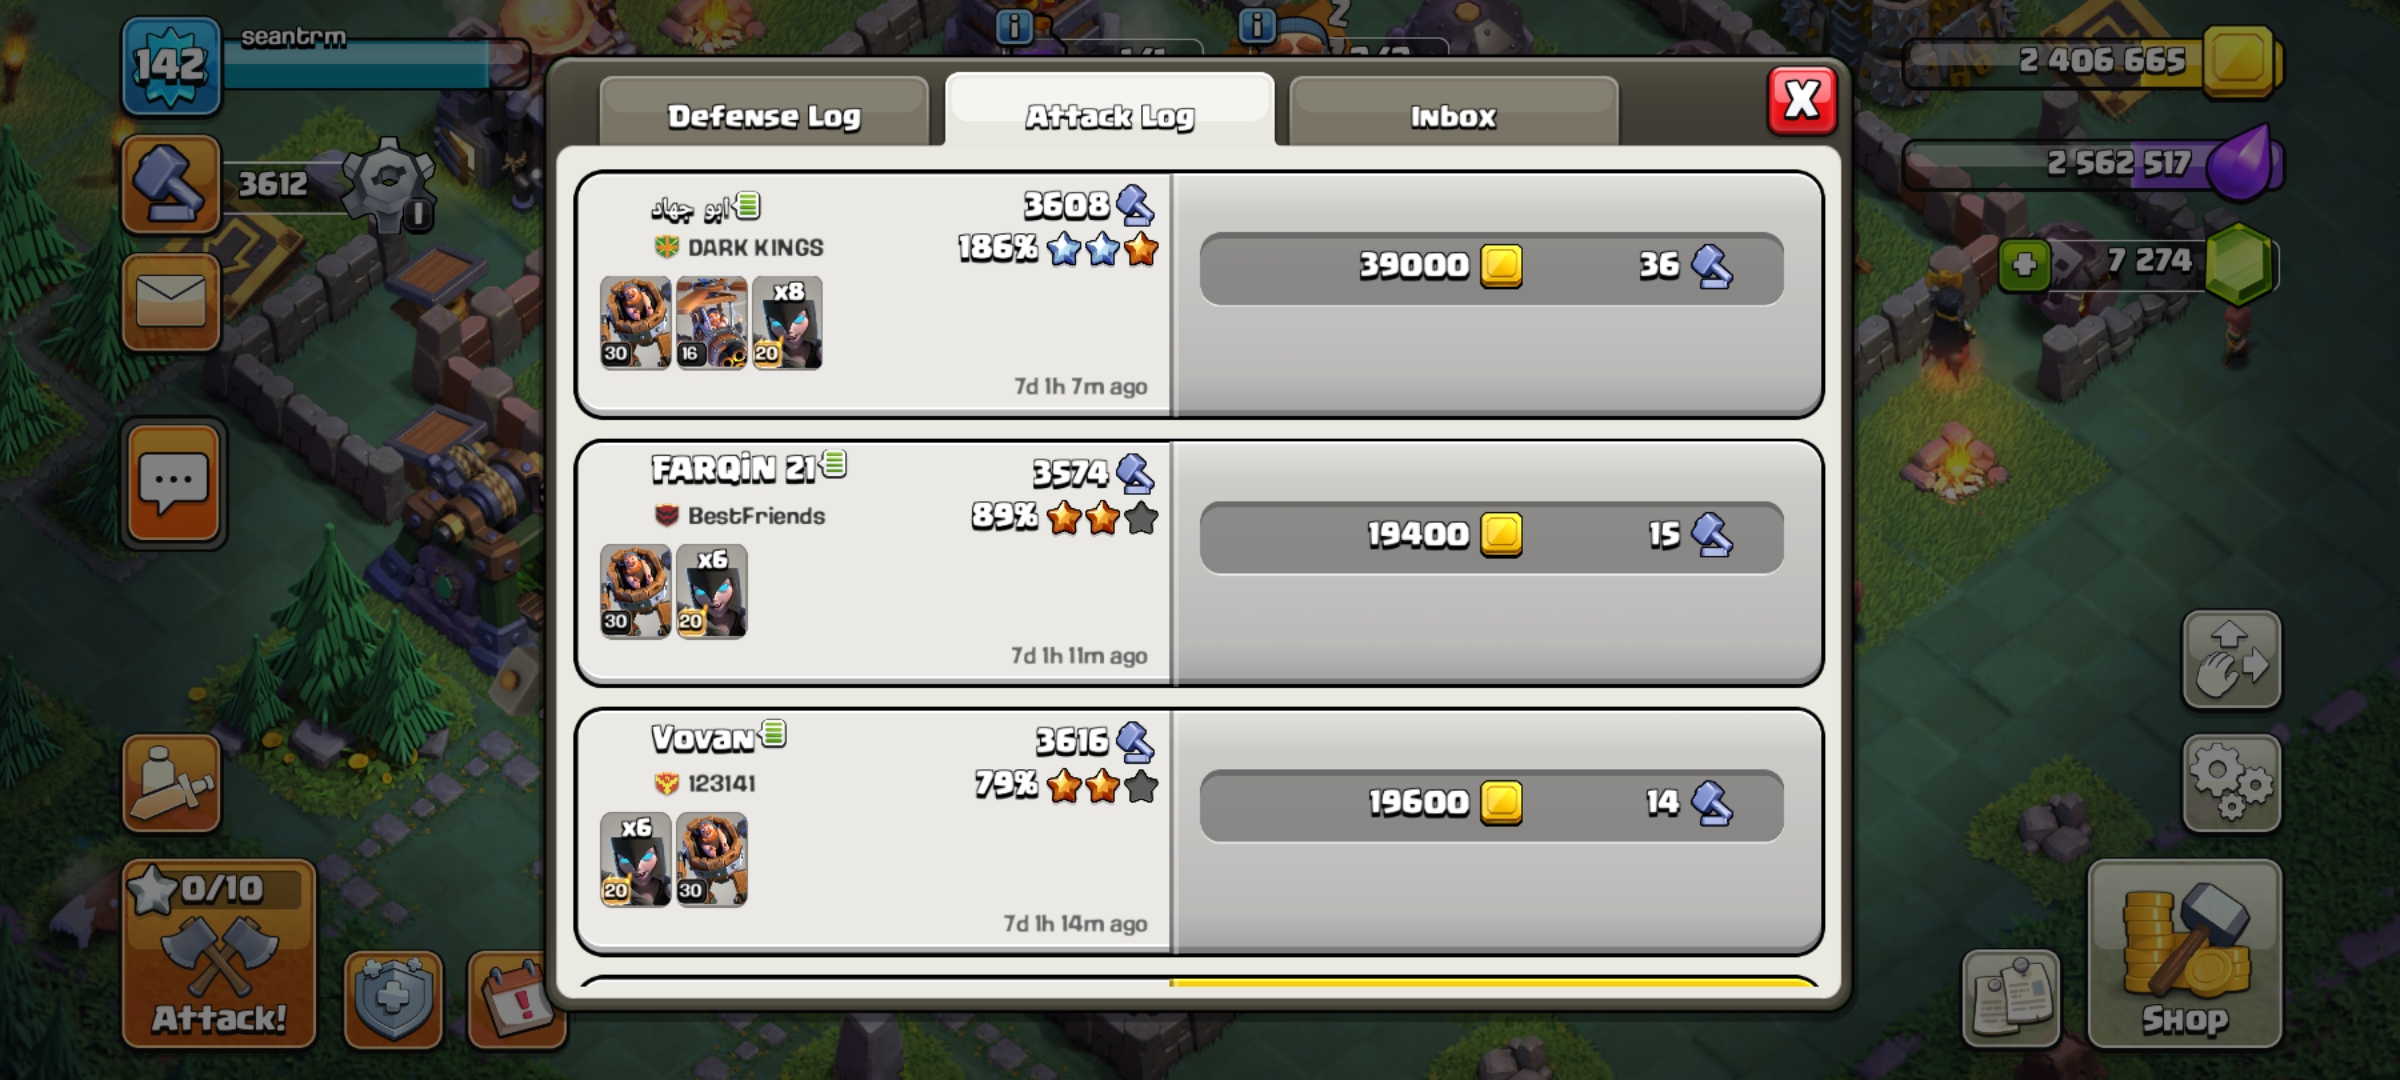 142
seantrm
3612
1
i
i
2 406 665
2 562 517
7 274
Defense Log
Attack Log
Inbox
X
ابو جهاد
3608
DARK KINGS
186%
30
16
x8
20
7d 1h 7m ago
39000
36
FARQiN 21
3574
BestFriends
89%
30
x6
20
7d 1h 11m ago
19400
15
Vovan
3616
123141
79%
x6
20
30
7d 1h 14m ago
19600
14
0/10
Attack!
Shop